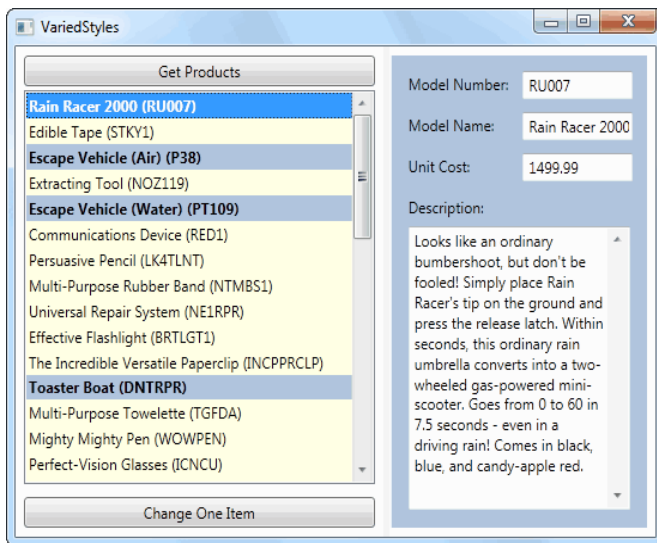 VariedStyles
Get Products
Rain Racer 2000 (RU007)
Edible Tape (STKY1)
Escape Vehicle (Air) (P38)
Extracting Tool (NOZ119)
Escape Vehicle (Water) (PT109)
Communications Device (RED1)
Persuasive Pencil (LK4TLNT)
Multi-Purpose Rubber Band (NTMBS1)
Universal Repair System (NE1RPR)
Effective Flashlight (BRTLGT1)
The Incredible Versatile Paperclip (INCPPRCLP)
Toaster Boat (DNTRPR)
Multi-Purpose Towelette (TGFDA)
Mighty Mighty Pen (WOWPEN)
Perfect-Vision Glasses (ICNCU)
Change One Item
Model Number: RU007
Model Name: Rain Racer 2000
Unit Cost: 1499.99
Description:
Looks like an ordinary
bumbershoot, but don't be
fooled! Simply place Rain
Racer's tip on the ground and
press the release latch. Within
seconds, this ordinary rain
umbrella converts into a two-
wheeled gas-powered mini-
scooter. Goes from 0 to 60 in
7.5 seconds - even in a
driving rain! Comes in black,
blue, and candy-apple red.